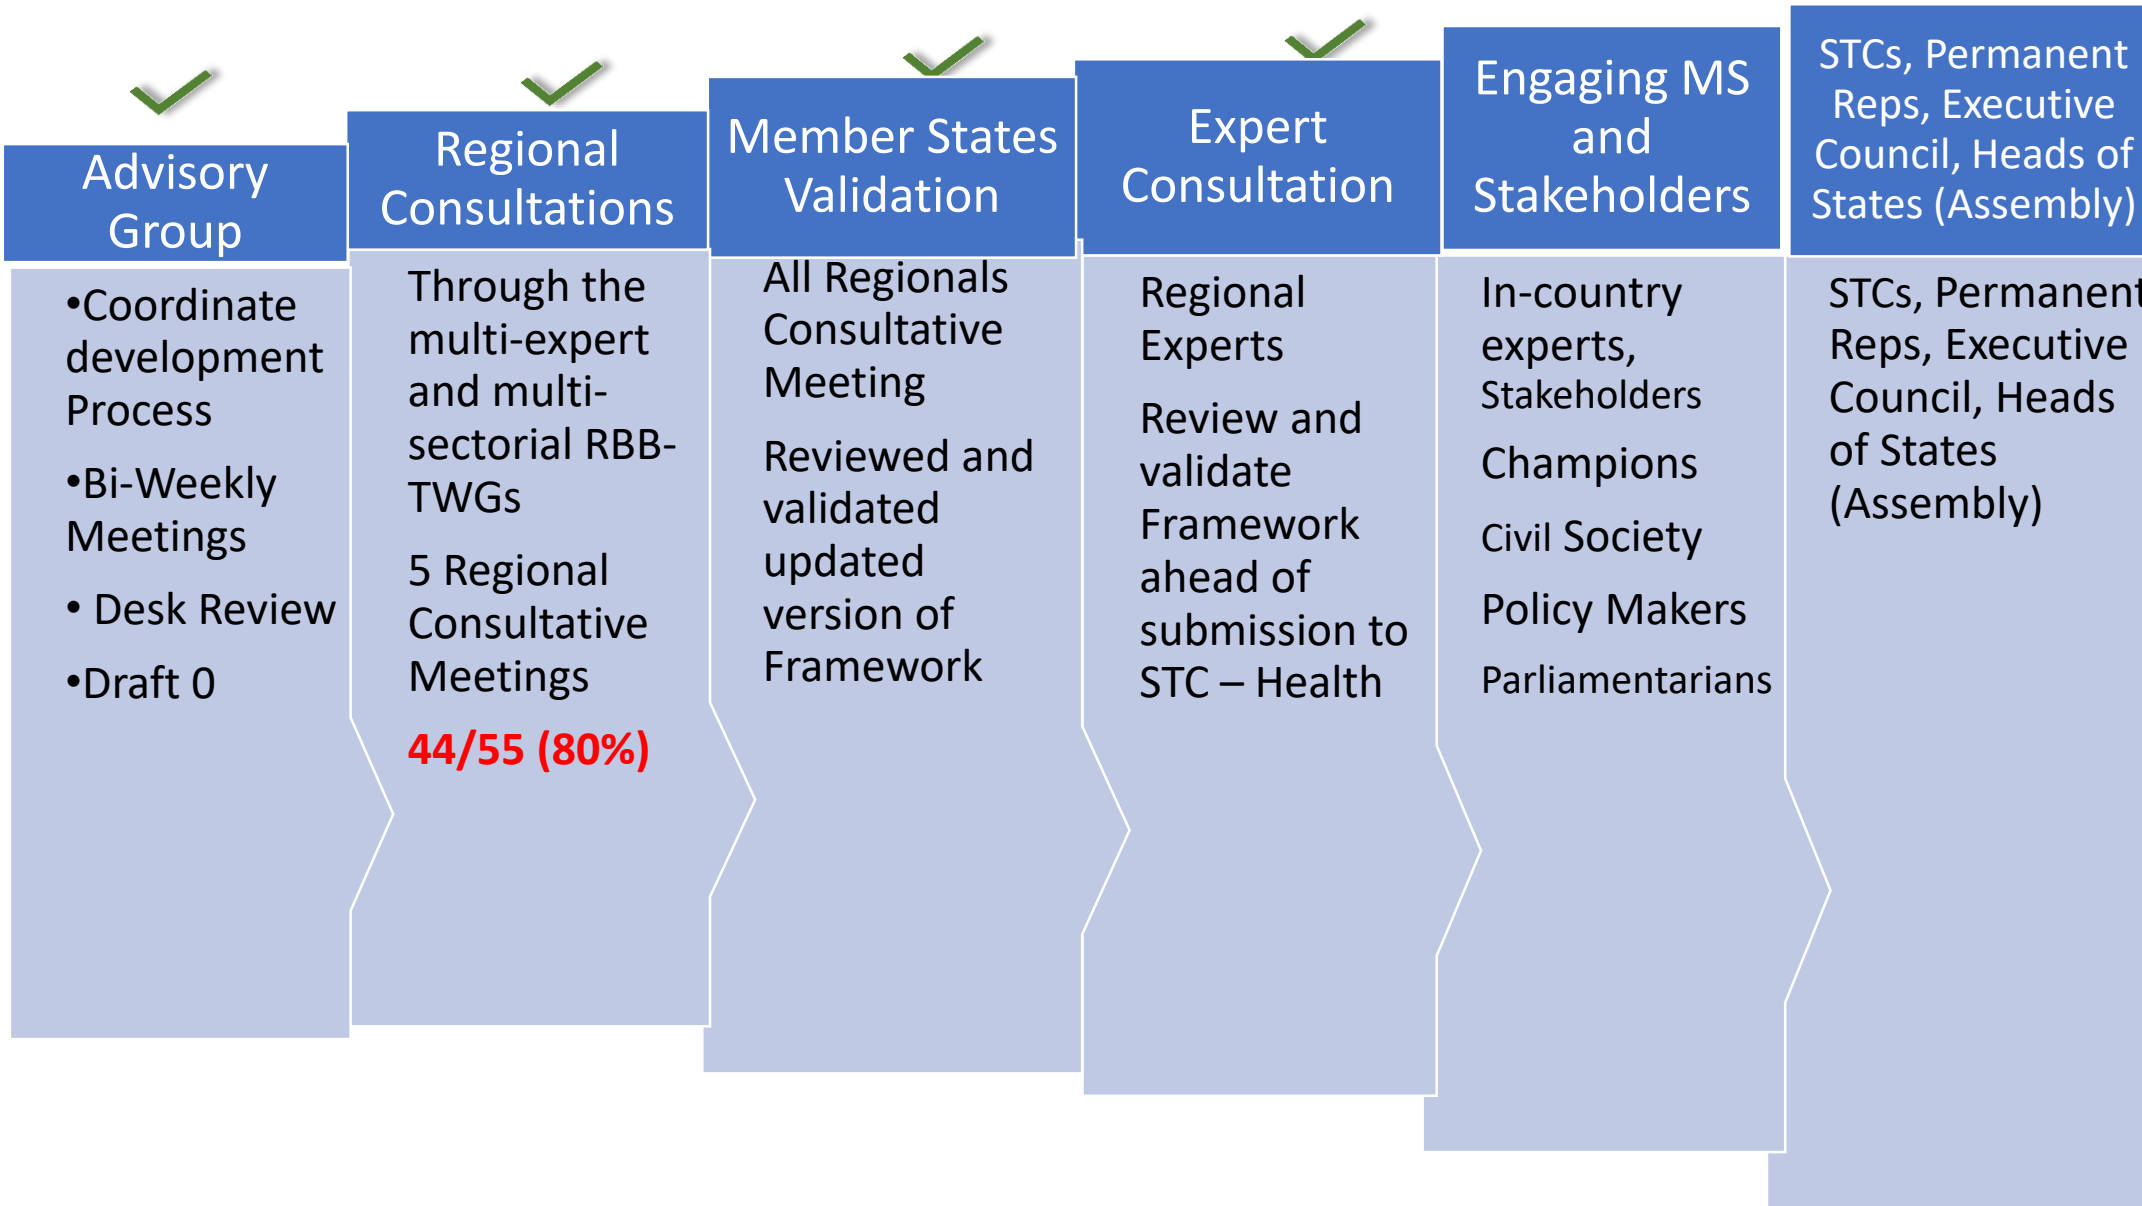 Advisory
Group
•Coordinate
development
Process
•Bi-Weekly
Meetings
• Desk Review
•Draft 0
Regional
Consultations
Through the
multi-expert
and multi-
sectorial RBB-
TWGs
5 Regional
Consultative
Meetings
44/55 (80%)
Member States
Validation
All Regionals
Consultative
Meeting
Reviewed and
validated
updated
version of
Framework
Expert
Consultation
Regional
Experts
Review and
validate
Framework
ahead of
submission to
STC – Health
Engaging MS
and
Stakeholders
In-country
experts,
Stakeholders
Champions
Civil Society
Policy Makers
Parliamentarians
STCs, Permanent
Reps, Executive
Council, Heads of
States (Assembly)
STCs, Permanent
Reps, Executive
Council, Heads
of States
(Assembly)